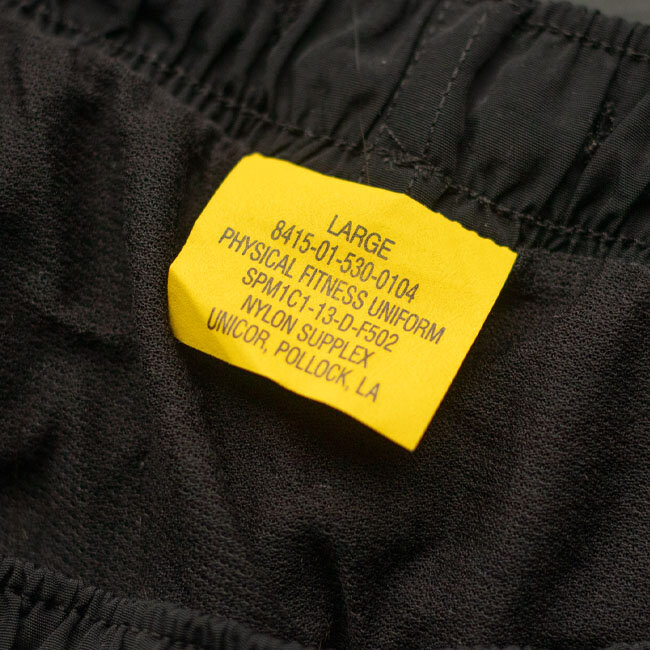 LARGE
8415-01-530-0104
PHYSICAL FITNESS UNIFORM
SPM1C1-13-D-F502
NYLON SUPPLEX
UNICOR, POLLOCK, LA